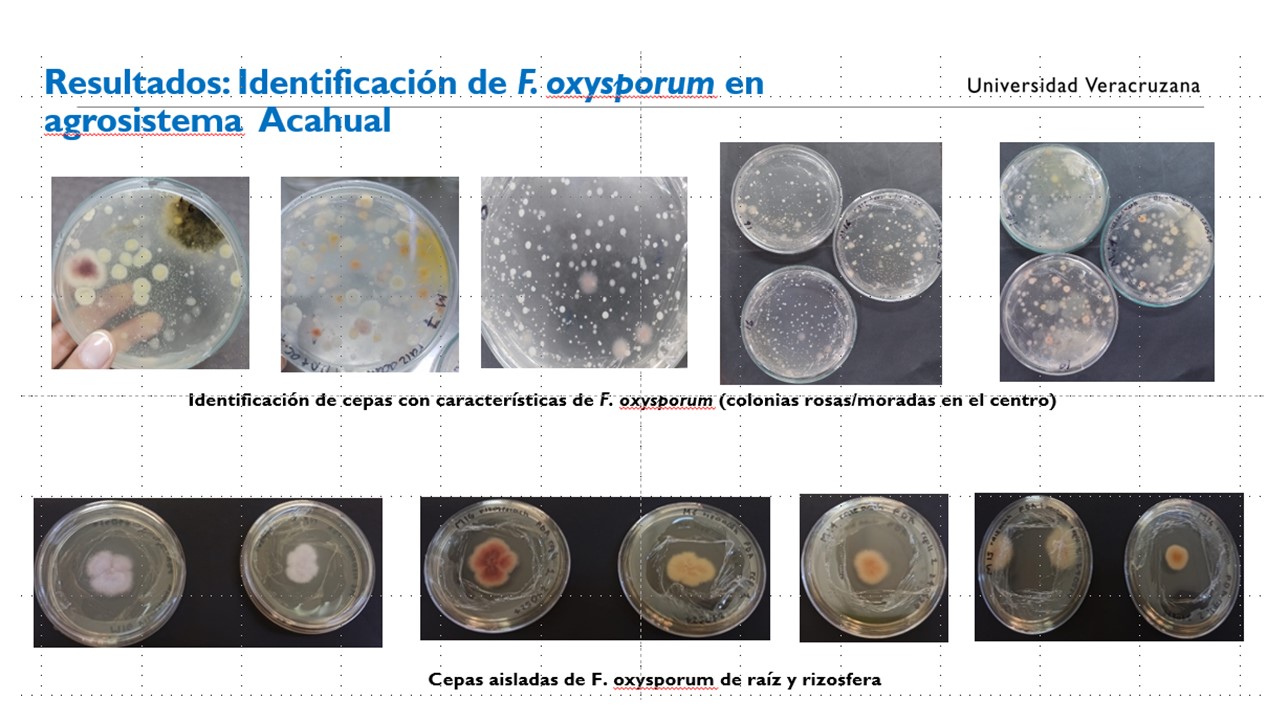 Resultados: Identificación de F. oxysporum en
agrosistema Acahual
Universidad Veracruzana
Identificación de cepas con características de F. oxysporum (colonias rosas/moradas en el centro)
Cepas aisladas de F. oxysporum de raíz y rizosfera